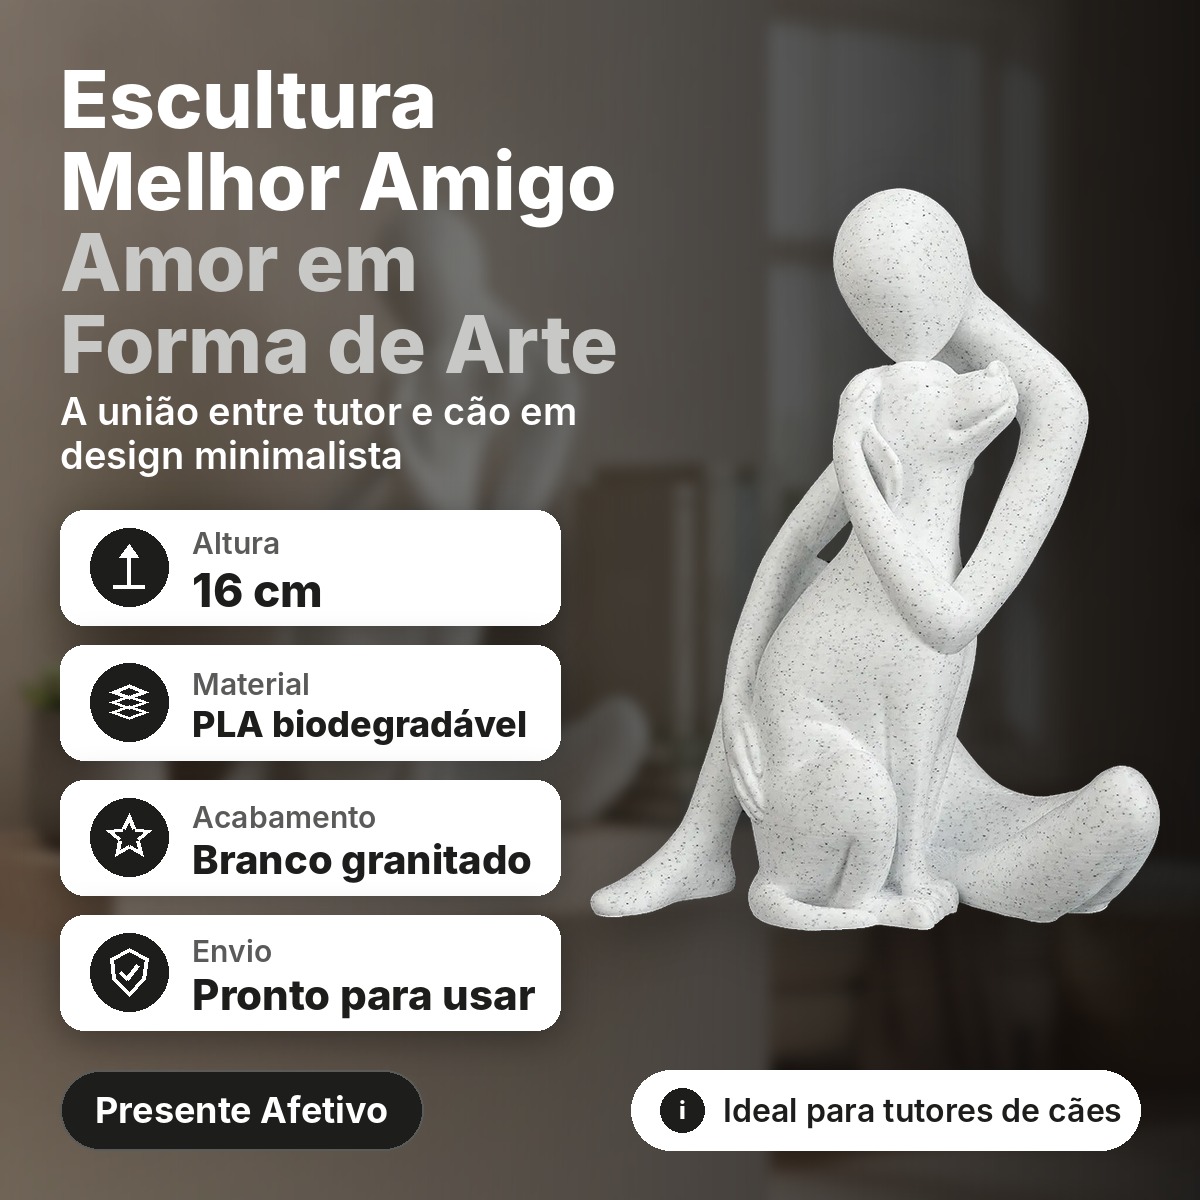 Escultura
Melhor Amigo
Amor em
Forma de Arte
A união entre tutor e cão em
design minimalista
Altura
16 cm
Material
PLA biodegradável
Acabamento
Branco granitado
Envio
Pronto para usar
Presente Afetivo
i Ideal para tutores de cães